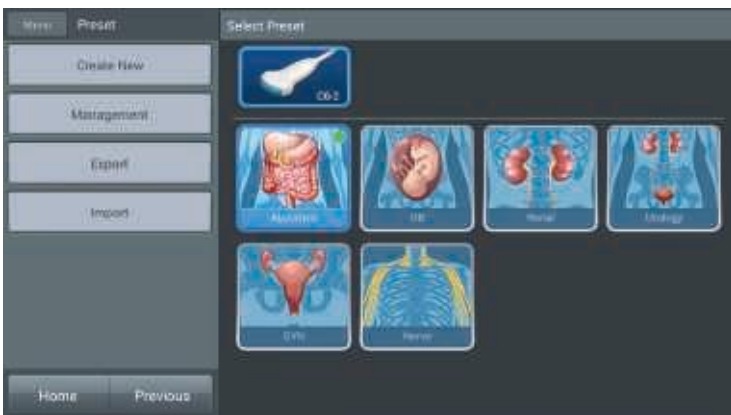 Menu Preset
Select Preset
Create New
Management
Export
Import
C6-2
Abdomen
OB
Renal
Urology
GYN
Nerve
Home Previous